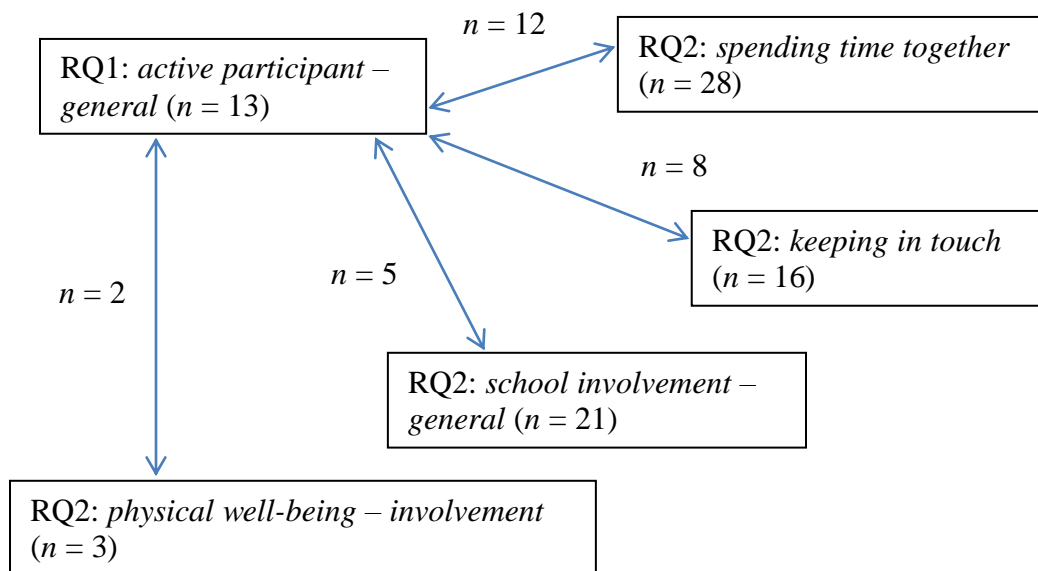 n = 12
RQ1: active participant –
general (n = 13)
RQ2: spending time together
(n = 28)
n = 8
RQ2: keeping in touch
(n = 16)
n = 5
n = 2
RQ2: school involvement –
general (n = 21)
RQ2: physical well-being – involvement
(n = 3)